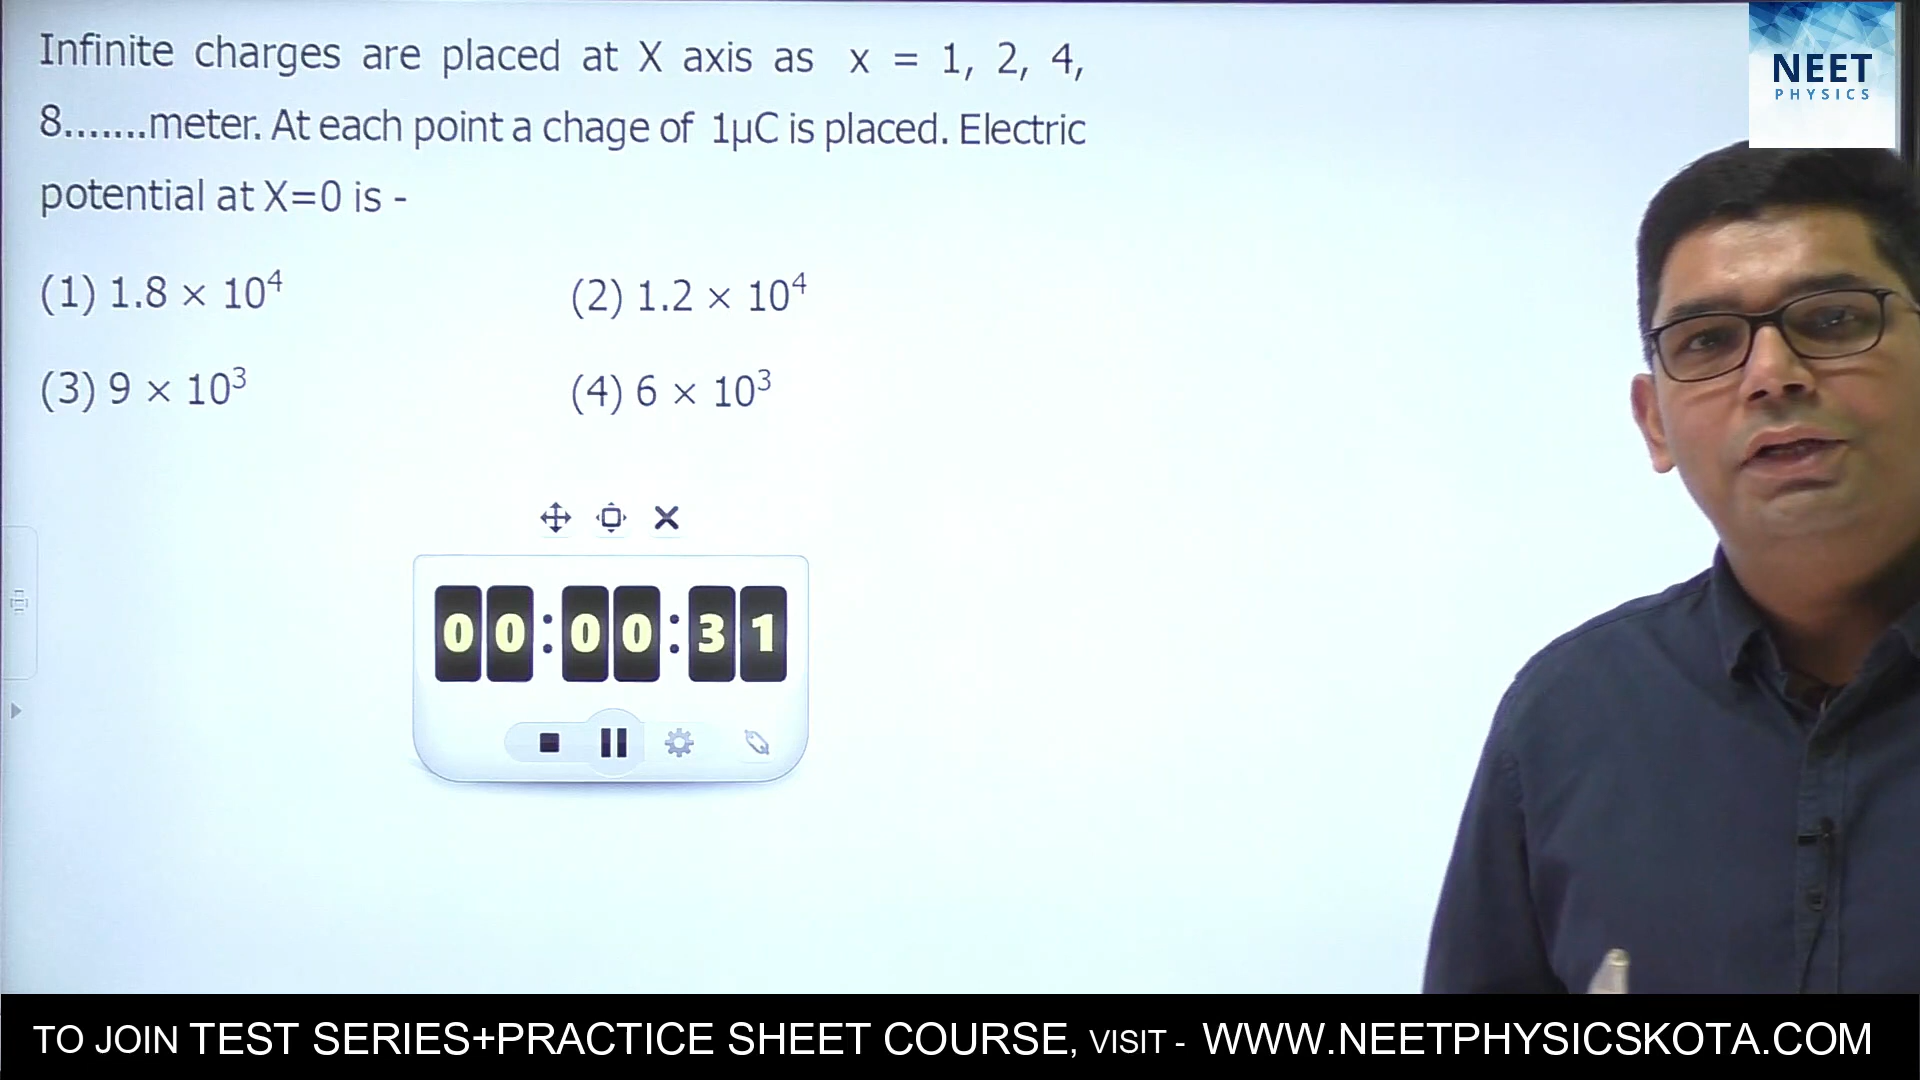 Infinite charges are placed at X axis as x = 1, 2, 4,
8.......meter. At each point a chage of 1µC is placed. Electric
potential at X=0 is -
(1) 1.8 × 10⁴ (2) 1.2 × 10⁴
(3) 9 × 10³ (4) 6 × 10³
00:00:31
NEET
PHYSICS
TO JOIN TEST SERIES+PRACTICE SHEET COURSE, VISIT - WWW.NEETPHYSICSKOTA.COM